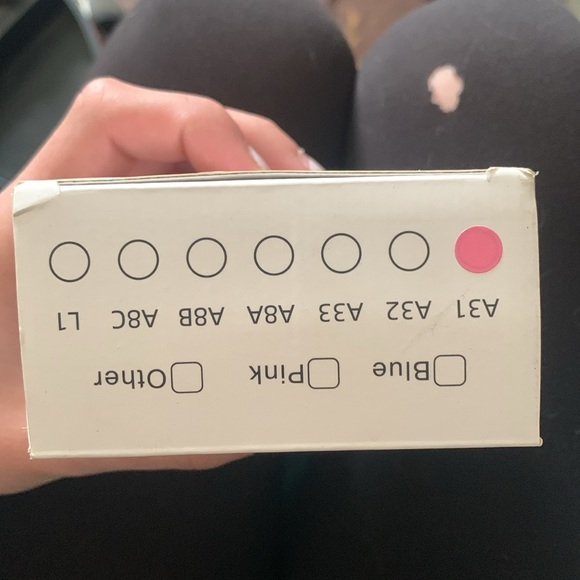 Blue Pink Other
A31 A32 A33 A8A A8B A8C L1